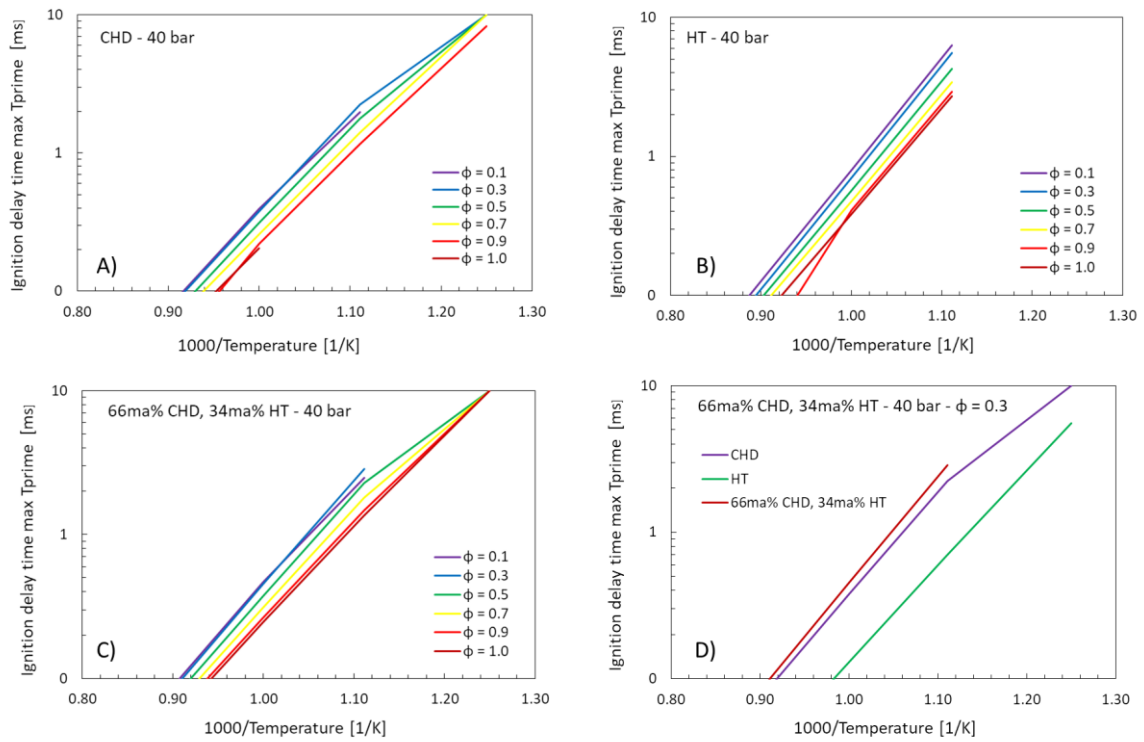 CHD - 40 bar
Ignition delay time max Tprime [ms]
10
1
0
A)
ϕ = 0.1
ϕ = 0.3
ϕ = 0.5
ϕ = 0.7
ϕ = 0.9
ϕ = 1.0
0.80 0.90 1.00 1.10 1.20 1.30
1000/Temperature [1/K]
HT - 40 bar
Ignition delay time max Tprime [ms]
10
1
0
B)
ϕ = 0.1
ϕ = 0.3
ϕ = 0.5
ϕ = 0.7
ϕ = 0.9
ϕ = 1.0
0.80 0.90 1.00 1.10 1.20 1.30
1000/Temperature [1/K]
66ma% CHD, 34ma% HT - 40 bar
Ignition delay time max Tprime [ms]
10
1
0
C)
ϕ = 0.1
ϕ = 0.3
ϕ = 0.5
ϕ = 0.7
ϕ = 0.9
ϕ = 1.0
0.80 0.90 1.00 1.10 1.20 1.30
1000/Temperature [1/K]
66ma% CHD, 34ma% HT - 40 bar - ϕ = 0.3
Ignition delay time max Tprime [ms]
10
1
0
CHD
HT
66ma% CHD, 34ma% HT
D)
0.80 0.90 1.00 1.10 1.20 1.30
1000/Temperature [1/K]